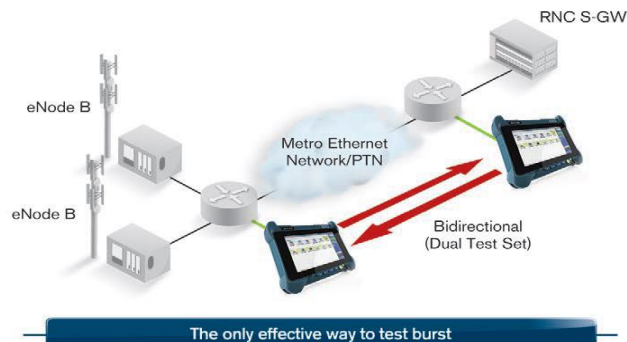 RNC S-GW
eNode B
Metro Ethernet
Network/PTN
eNode B
Bidirectional
(Dual Test Set)
The only effective way to test burst